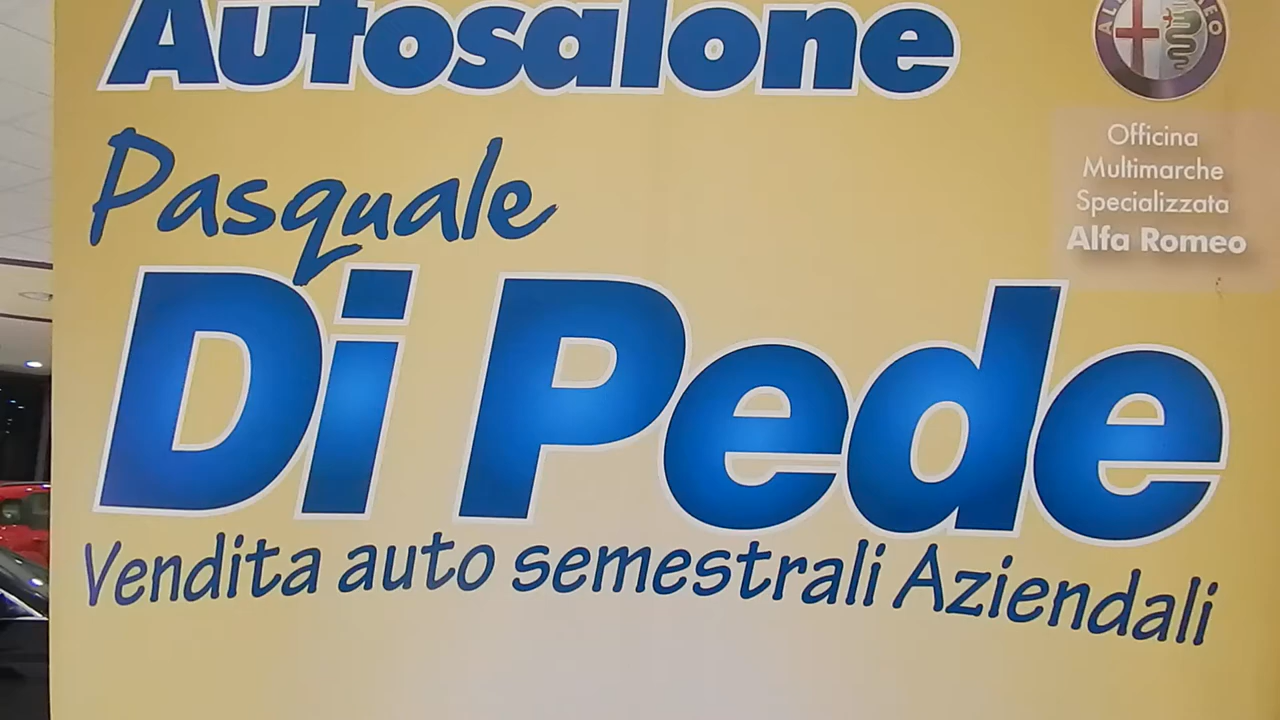 Autosalone
Pasquale
Di Pede
Vendita auto semestrali Aziendali
Officina
Multimarche
Specializzata
Alfa Romeo